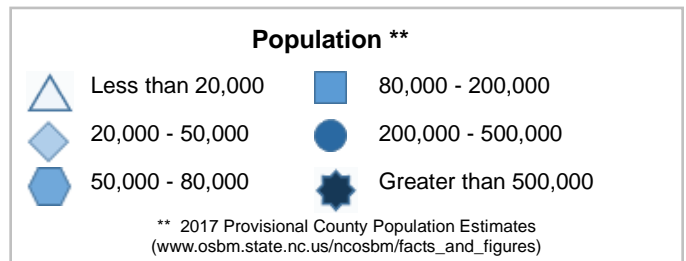 Population **
Less than 20,000
80,000 - 200,000
20,000 - 50,000
200,000 - 500,000
50,000 - 80,000
Greater than 500,000
** 2017 Provisional County Population Estimates
(www.osbm.state.nc.us/ncosbm/facts_and_figures)